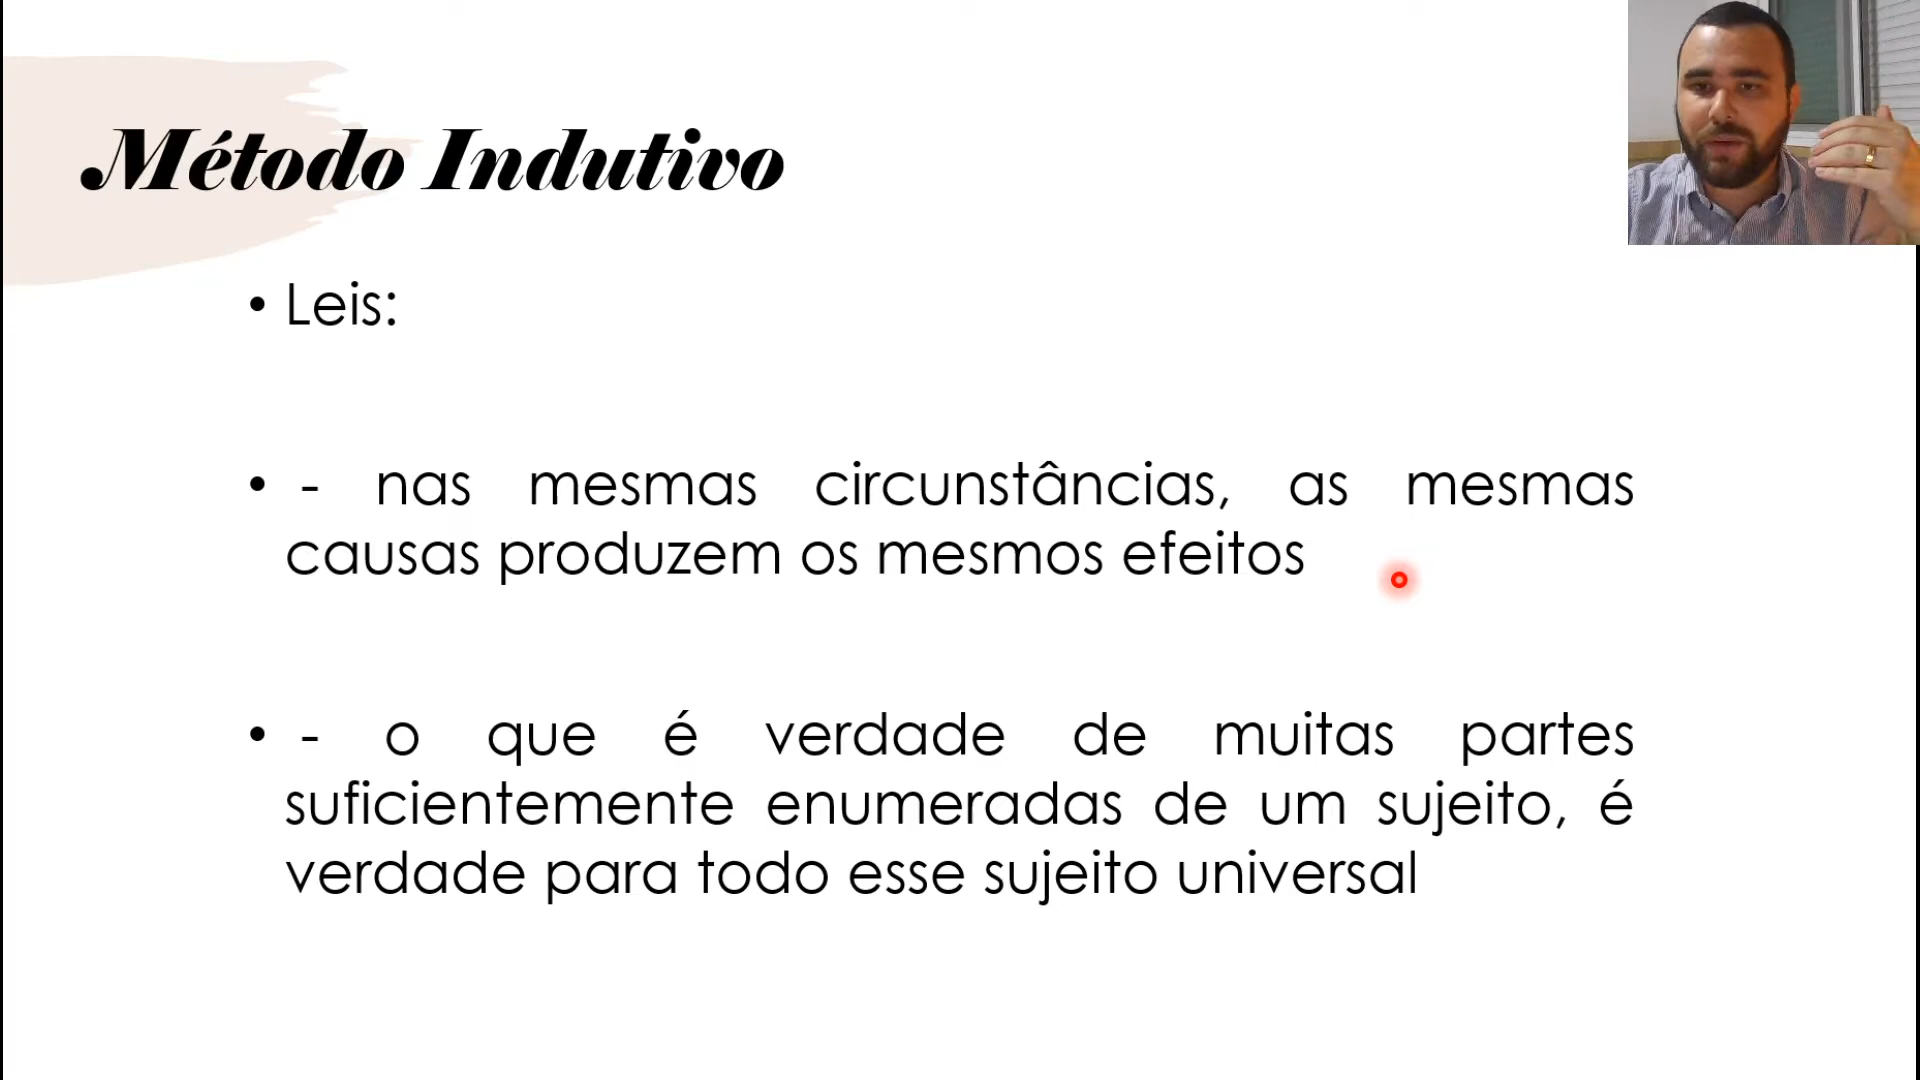 Método Indutivo
• Leis:
• - nas mesmas circunstâncias, as mesmas
causas produzem os mesmos efeitos
• - o que é verdade de muitas partes
suficientemente enumeradas de um sujeito, é
verdade para todo esse sujeito universal